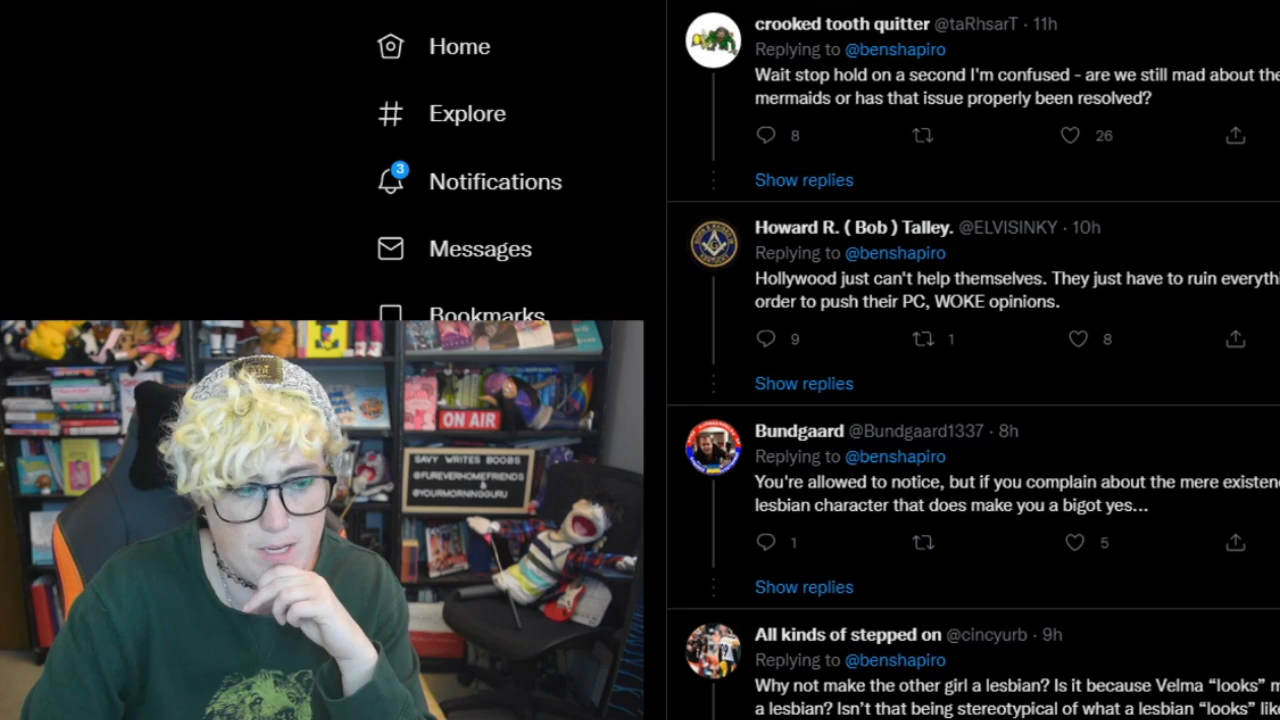 Home
Explore
3
Notifications
Messages
Bookmarks
crooked tooth quitter @taRhsarT · 11h
Replying to @benshapiro
Wait stop hold on a second I'm confused - are we still mad about the
mermaids or has that issue properly been resolved?
8 26
Show replies
Howard R. ( Bob ) Talley. @ELVISINKY · 10h
Replying to @benshapiro
Hollywood just can't help themselves. They just have to ruin everythi
order to push their PC, WOKE opinions.
9 1 8
Show replies
Bundgaard @Bundgaard1337 · 8h
Replying to @benshapiro
You're allowed to notice, but if you complain about the mere existen
lesbian character that does make you a bigot yes...
1 5
Show replies
All kinds of stepped on @cincyurb · 9h
Replying to @benshapiro
Why not make the other girl a lesbian? Is it because Velma “looks” m
a lesbian? Isn’t that being stereotypical of what a lesbian “looks” lik
ON AIR
SAVY WRITES BOOBS
@FUREVERHOMEFRIENDS
&
@YOURMORNINGGURU